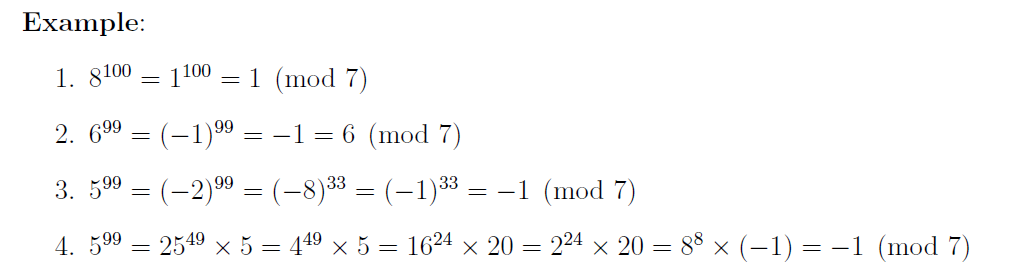 Example:
1. 8^100 = 1^100 = 1 (mod 7)
2. 6^99 = (−1)^99 = −1 = 6 (mod 7)
3. 5^99 = (−2)^99 = (−8)^33 = (−1)^33 = −1 (mod 7)
4. 5^99 = 25^49 × 5 = 4^49 × 5 = 16^24 × 20 = 2^24 × 20 = 8^8 × (−1) = −1 (mod 7)